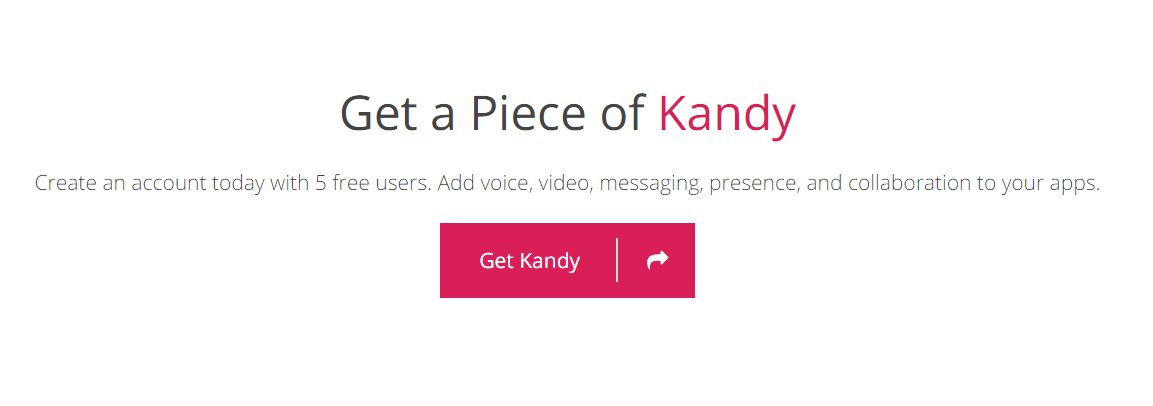 Get a Piece of Kandy
Create an account today with 5 free users. Add voice, video, messaging, presence, and collaboration to your apps.
Get Kandy